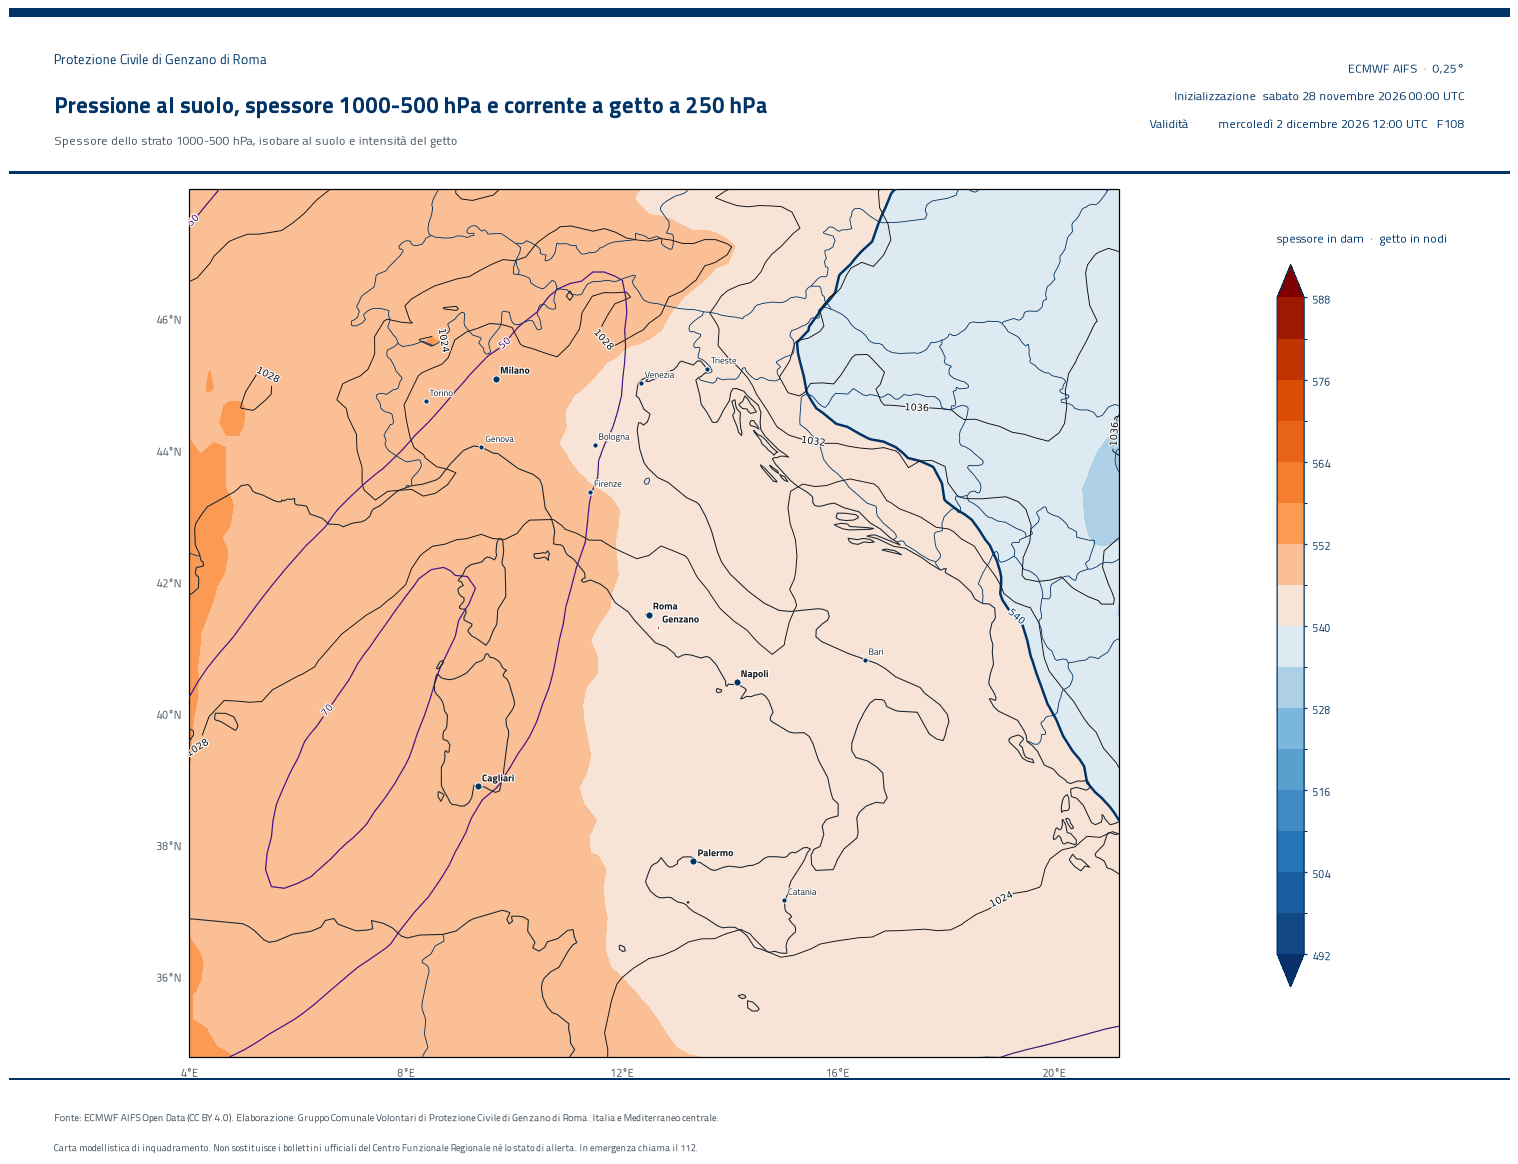 Protezione Civile di Genzano di Roma
Pressione al suolo, spessore 1000-500 hPa e corrente a getto a 250 hPa
Spessore dello strato 1000-500 hPa, isobare al suolo e intensità del getto
ECMWF AIFS · 0,25°
Inizializzazione sabato 28 novembre 2026 00:00 UTC
Validità mercoledì 2 dicembre 2026 12:00 UTC F108
spessore in dam · getto in nodi
588
576
564
552
540
528
516
504
492
46°N
44°N
42°N
40°N
38°N
36°N
4°E
8°E
12°E
16°E
20°E
50
1024
50
1028
1028
Milano
Torino
Genova
Venezia
Trieste
Bologna
Firenze
1036
1036
1032
Roma
Genzano
540
Bari
Napoli
70
1028
Cagliari
Palermo
Catania
1024
Fonte: ECMWF AIFS Open Data (CC BY 4.0). Elaborazione: Gruppo Comunale Volontari di Protezione Civile di Genzano di Roma. Italia e Mediterraneo centrale.
Carta modellistica di inquadramento. Non sostituisce i bollettini ufficiali del Centro Funzionale Regionale né lo stato di allerta. In emergenza chiama il 112.